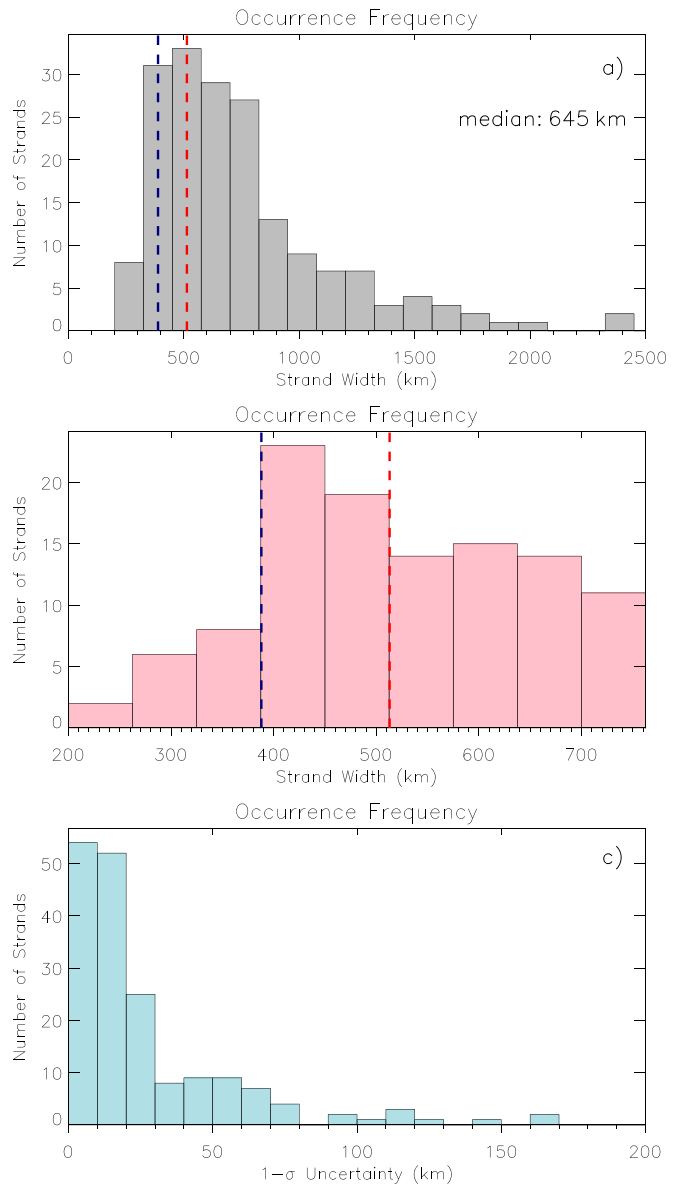 Occurrence Frequency
a)
median: 645 km
Number of Strands
30
25
20
15
10
5
0
0 500 1000 1500 2000 2500
Strand Width (km)
Occurrence Frequency
Number of Strands
20
15
10
5
0
200 300 400 500 600 700
Strand Width (km)
Occurrence Frequency
c)
Number of Strands
50
40
30
20
10
0
0 50 100 150 200
1−σ Uncertainty (km)